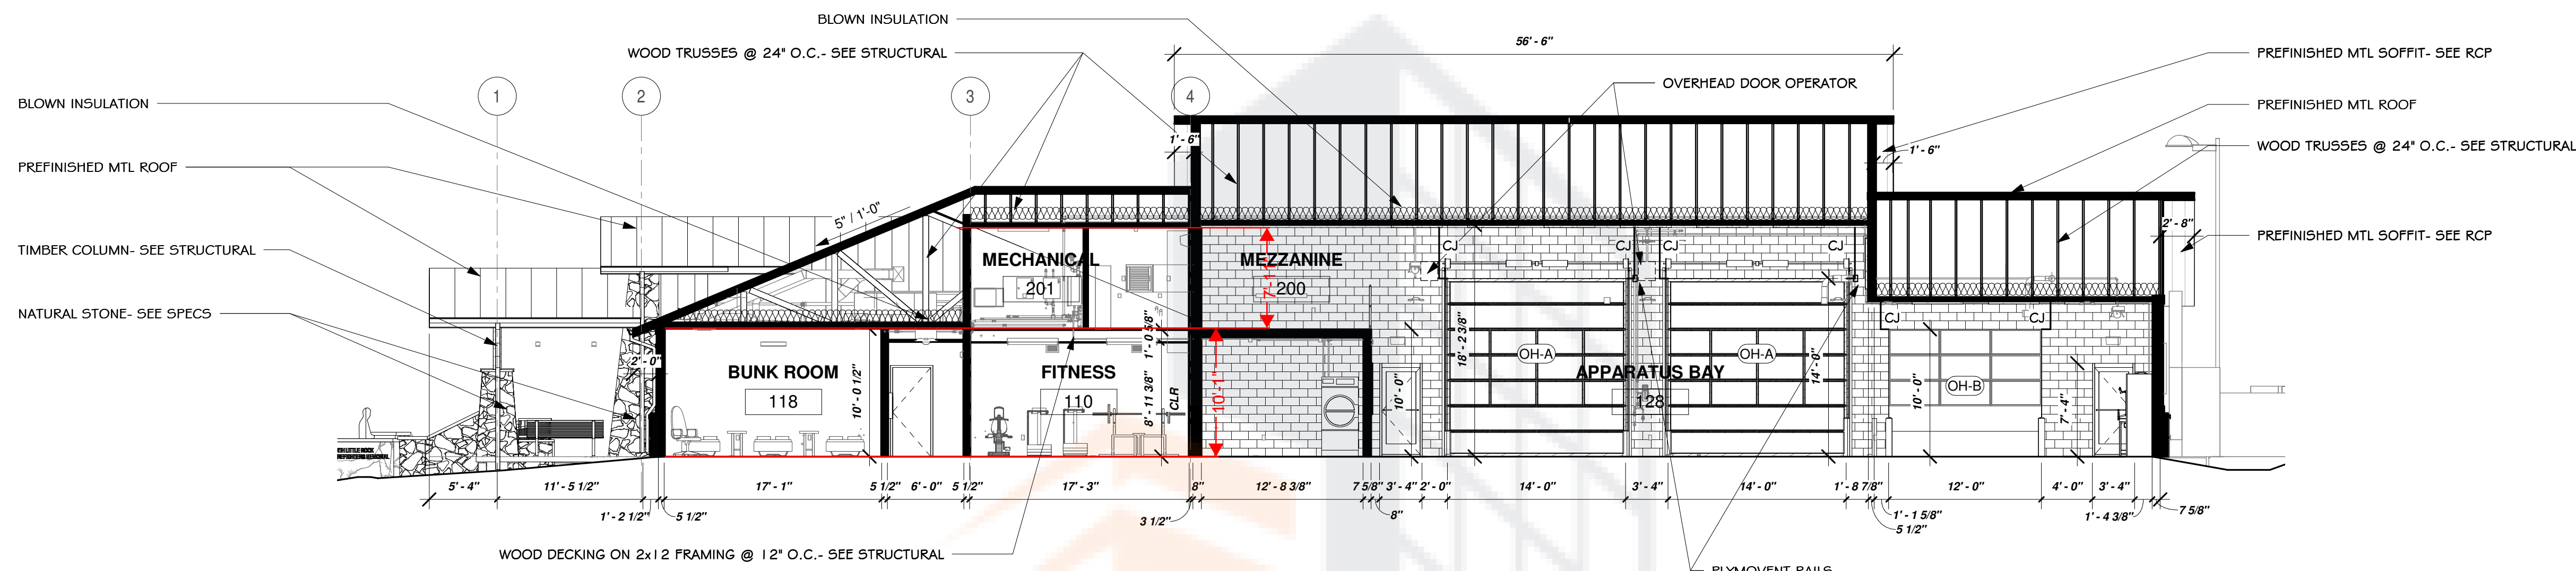 BLOWN INSULATION
WOOD TRUSSES @ 24" O.C.- SEE STRUCTURAL
56' - 6"
PREFINISHED MTL SOFFIT- SEE RCP
OVERHEAD DOOR OPERATOR
1
2
3
4
BLOWN INSULATION
PREFINISHED MTL ROOF
1' - 6"
1' - 6"
WOOD TRUSSES @ 24" O.C.- SEE STRUCTURAL
PREFINISHED MTL ROOF
5" / 1'-0"
2' - 8"
PREFINISHED MTL SOFFIT- SEE RCP
TIMBER COLUMN- SEE STRUCTURAL
CJ
CJ
CJ
CJ
MECHANICAL
201
MEZZANINE
200
NATURAL STONE- SEE SPECS
CJ
CJ
1' - 0 5/8"
18' - 2 3/8"
14' - 0"
OH-A
OH-A
2' - 0"
BUNK ROOM
118
10' - 0 1/2"
FITNESS
110
8' - 11 3/8"
CLR
10'-1"
10' - 0"
APPARATUS BAY
128
OH-B
10' - 0"
7' - 4"
5' - 4"
11' - 5 1/2"
17' - 1"
5 1/2"
6' - 0"
5 1/2"
17' - 3"
8"
12' - 8 3/8"
7 5/8"
3' - 4"
2' - 0"
14' - 0"
3' - 4"
14' - 0"
1' - 8 7/8"
12' - 0"
4' - 0"
3' - 4"
1' - 2 1/2"
5 1/2"
3 1/2"
8"
1' - 1 5/8"
5 1/2"
1' - 4 3/8"
7 5/8"
WOOD DECKING ON 2x12 FRAMING @ 12" O.C.- SEE STRUCTURAL
PLYMOVENT RAILS